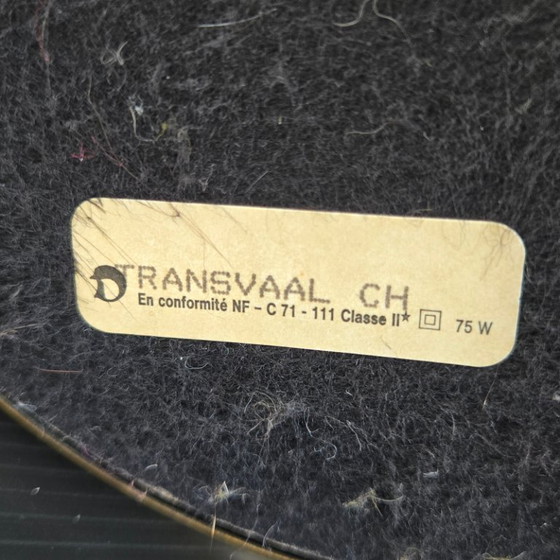 TRANSVAAL CH
En conformité NF - C 71 - 111 Classe II* 75 W